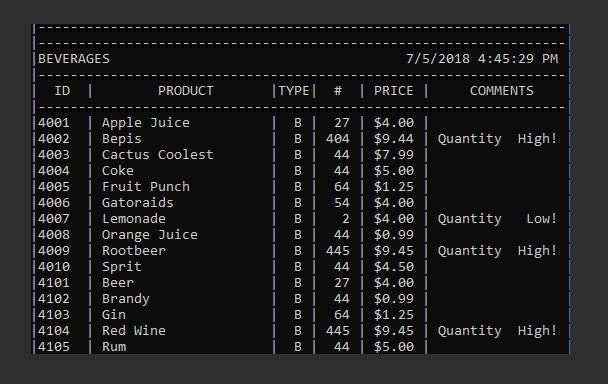 |------------------------------------------------------------------|
|------------------------------------------------------------------|
|BEVERAGES                                     7/5/2018 4:45:29 PM |
|------------------------------------------------------------------|
|  ID  |        PRODUCT       |TYPE|  #  | PRICE |     COMMENTS    |
|------------------------------------------------------------------|
|4001  | Apple Juice          |  B |  27 | $4.00 |                 |
|4002  | Bepis                |  B | 404 | $9.44 | Quantity  High! |
|4003  | Cactus Coolest       |  B |  44 | $7.99 |                 |
|4004  | Coke                 |  B |  44 | $5.00 |                 |
|4005  | Fruit Punch          |  B |  64 | $1.25 |                 |
|4006  | Gatoraids            |  B |  54 | $4.00 |                 |
|4007  | Lemonade             |  B |   2 | $4.00 | Quantity   Low! |
|4008  | Orange Juice         |  B |  44 | $0.99 |                 |
|4009  | Rootbeer             |  B | 445 | $9.45 | Quantity  High! |
|4010  | Sprit                |  B |  44 | $4.50 |                 |
|4101  | Beer                 |  B |  27 | $4.00 |                 |
|4102  | Brandy               |  B |  44 | $0.99 |                 |
|4103  | Gin                  |  B |  64 | $1.25 |                 |
|4104  | Red Wine             |  B | 445 | $9.45 | Quantity  High! |
|4105  | Rum                  |  B |  44 | $5.00 |                 |